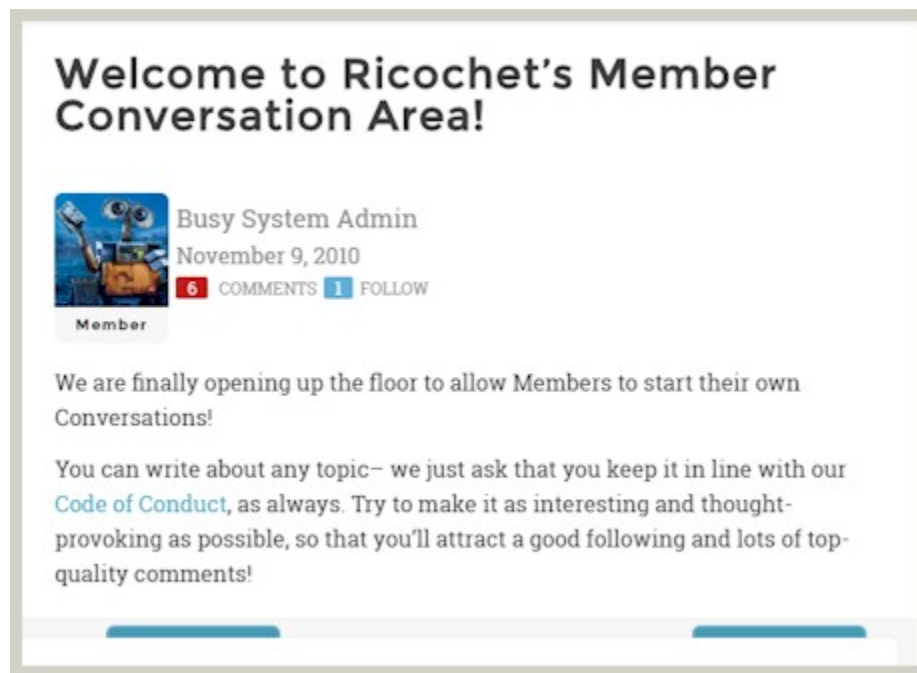 Welcome to Ricochet’s Member
Conversation Area!
Busy System Admin
November 9, 2010
6 COMMENTS 1 FOLLOW
Member
We are finally opening up the floor to allow Members to start their own
Conversations!
You can write about any topic– we just ask that you keep it in line with our
Code of Conduct, as always. Try to make it as interesting and thought-
provoking as possible, so that you’ll attract a good following and lots of top-
quality comments!